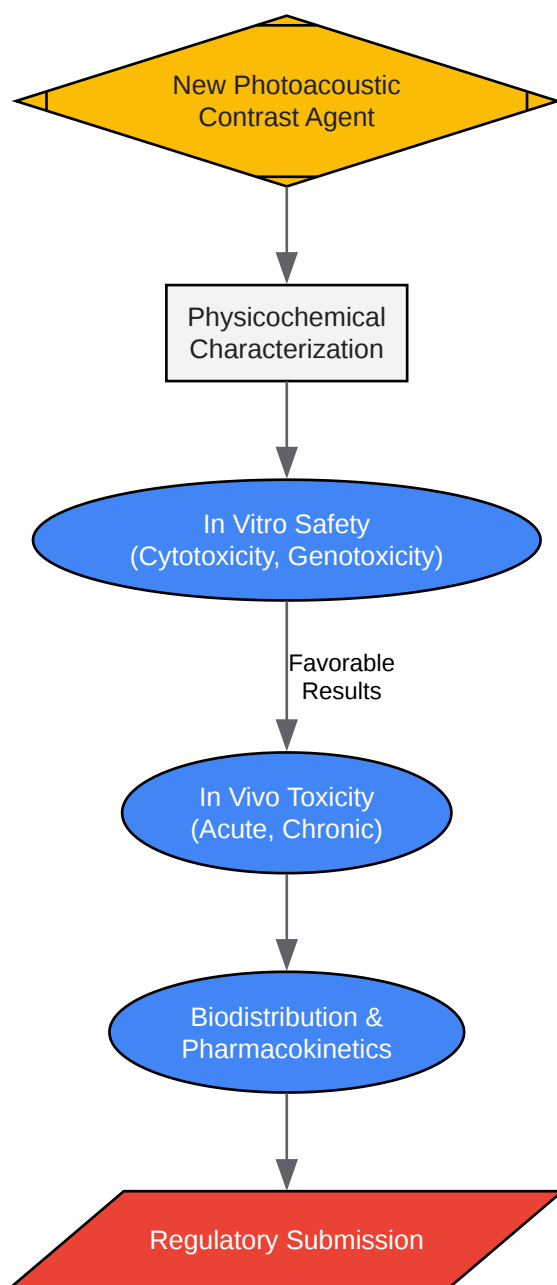 New Photoacoustic
Contrast Agent
Physicochemical
Characterization
In Vitro Safety
(Cytotoxicity, Genotoxicity)
Favorable
Results
In Vivo Toxicity
(Acute, Chronic)
Biodistribution &
Pharmacokinetics
Regulatory Submission